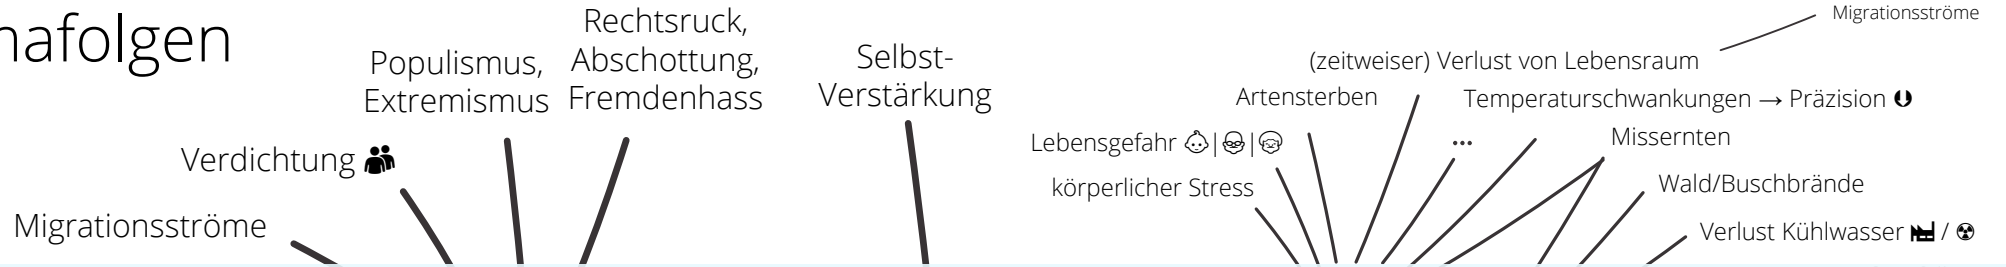 mafolgen
Rechtsruck,
Abschottung,
Fremdenhass
Populismus,
Extremismus
Verdichtung
Migrationsströme
Selbst-
Verstärkung
Migrationsströme
(zeitweiser) Verlust von Lebensraum
Artensterben
Temperaturschwankungen → Präzision
Lebensgefahr | |
...
Missernten
körperlicher Stress
Wald/Buschbrände
Verlust Kühlwasser /